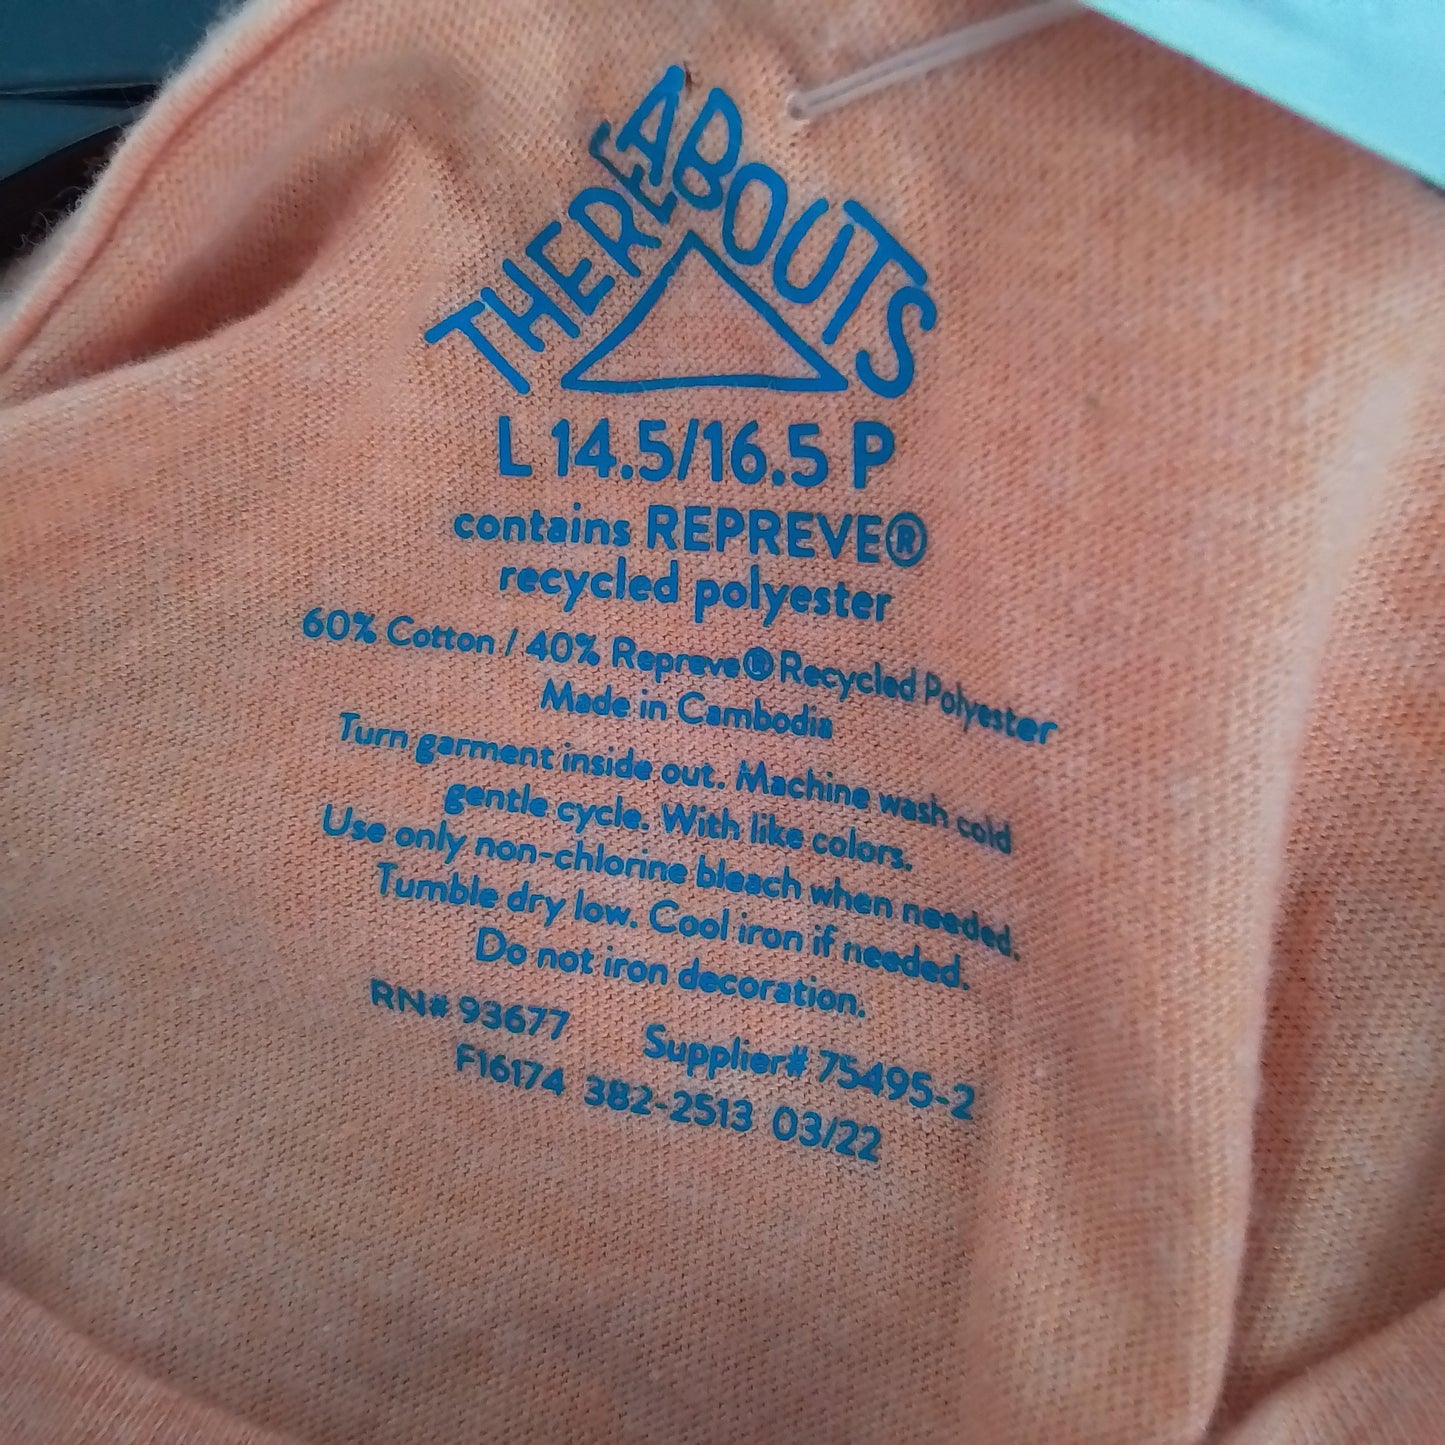 THEREABOUTS
L 14.5/16.5 P
contains REPREVE®
recycled polyester
60% Cotton / 40% Repreve® Recycled Polyester
Made in Cambodia
Turn garment inside out. Machine wash cold
gentle cycle. With like colors.
Use only non-chlorine bleach when needed.
Tumble dry low. Cool iron if needed.
Do not iron decoration.
RN# 93677 Supplier# 75495-2
F16174 382-2513 03/22